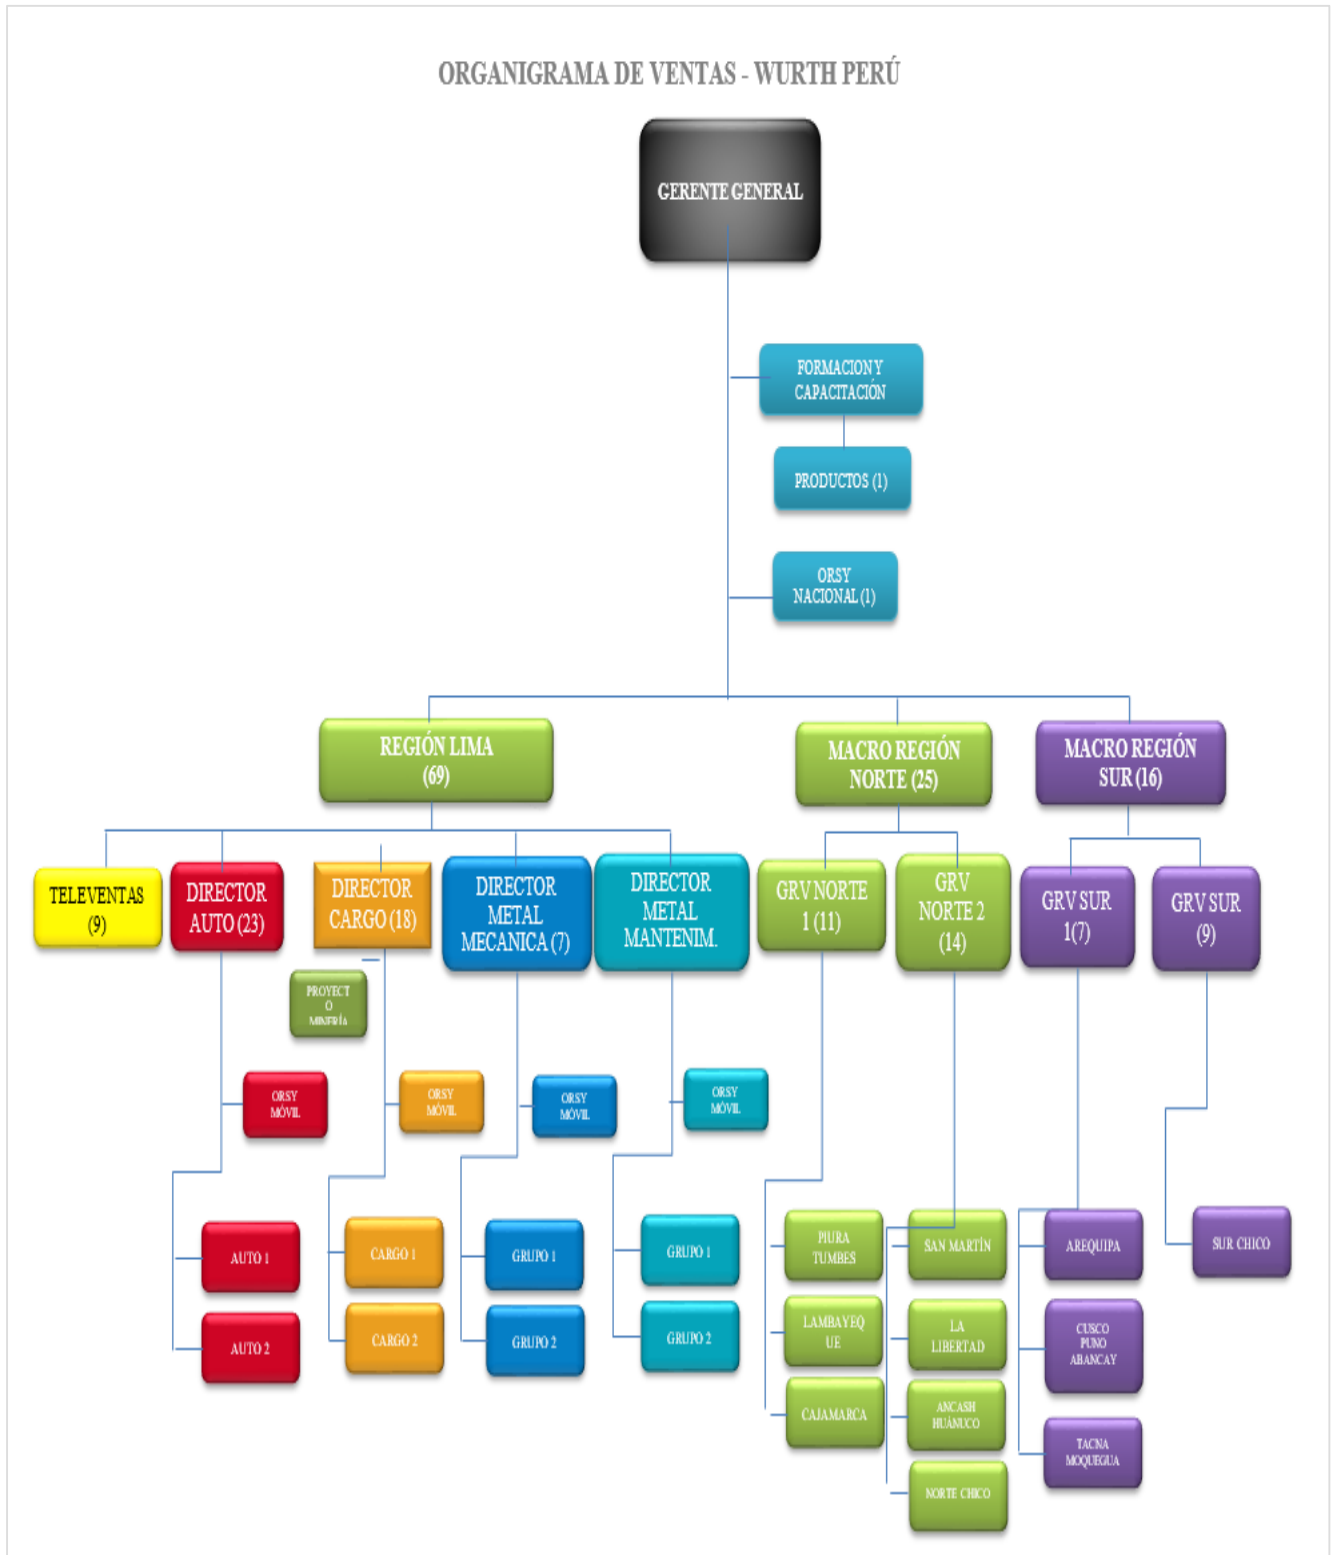 ORGANIGRAMA DE VENTAS - WURTH PERÚ
GERENTE GENERAL
FORMACION Y
CAPACITACIÓN
PRODUCTOS (1)
ORSY
NACIONAL (1)
REGIÓN LIMA
(69)
MACRO REGIÓN
NORTE (25)
MACRO REGIÓN
SUR (16)
TELEVENTAS
(9)
DIRECTOR
AUTO (23)
DIRECTOR
CARGO (18)
DIRECTOR
METAL
MECANICA (7)
DIRECTOR
METAL
MANTENIM.
GRV NORTE
1 (11)
GRV
NORTE 2
(14)
GRV SUR
1(7)
GRV SUR
(9)
PROYECT
O
MINERÍA
ORSY
MÓVIL
ORSY
MÓVIL
ORSY
MÓVIL
ORSY
MÓVIL
AUTO 1
AUTO 2
CARGO 1
CARGO 2
GRUPO 1
GRUPO 2
GRUPO 1
GRUPO 2
PIURA
TUMBES
LAMBAYEQ
UE
CAJAMARCA
SAN MARTÍN
LA
LIBERTAD
ANCASH
HUÁNUCO
NORTE CHICO
AREQUIPA
CUSCO
PUNO
ABANCAY
TACNA
MOQUEGUA
SUR CHICO